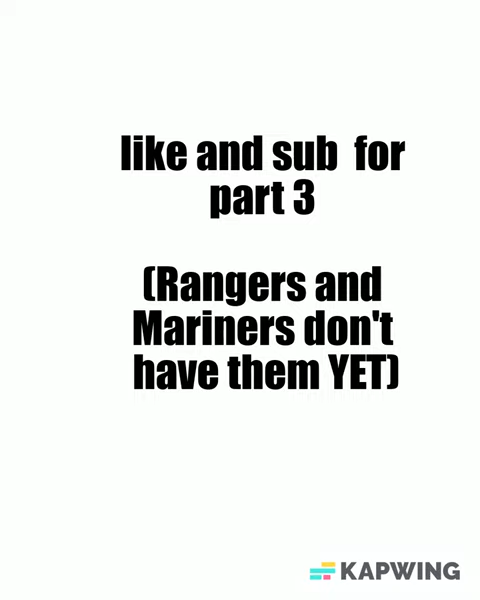 like and sub for
part 3
(Rangers and
Mariners don't
have them YET)
KAPWING